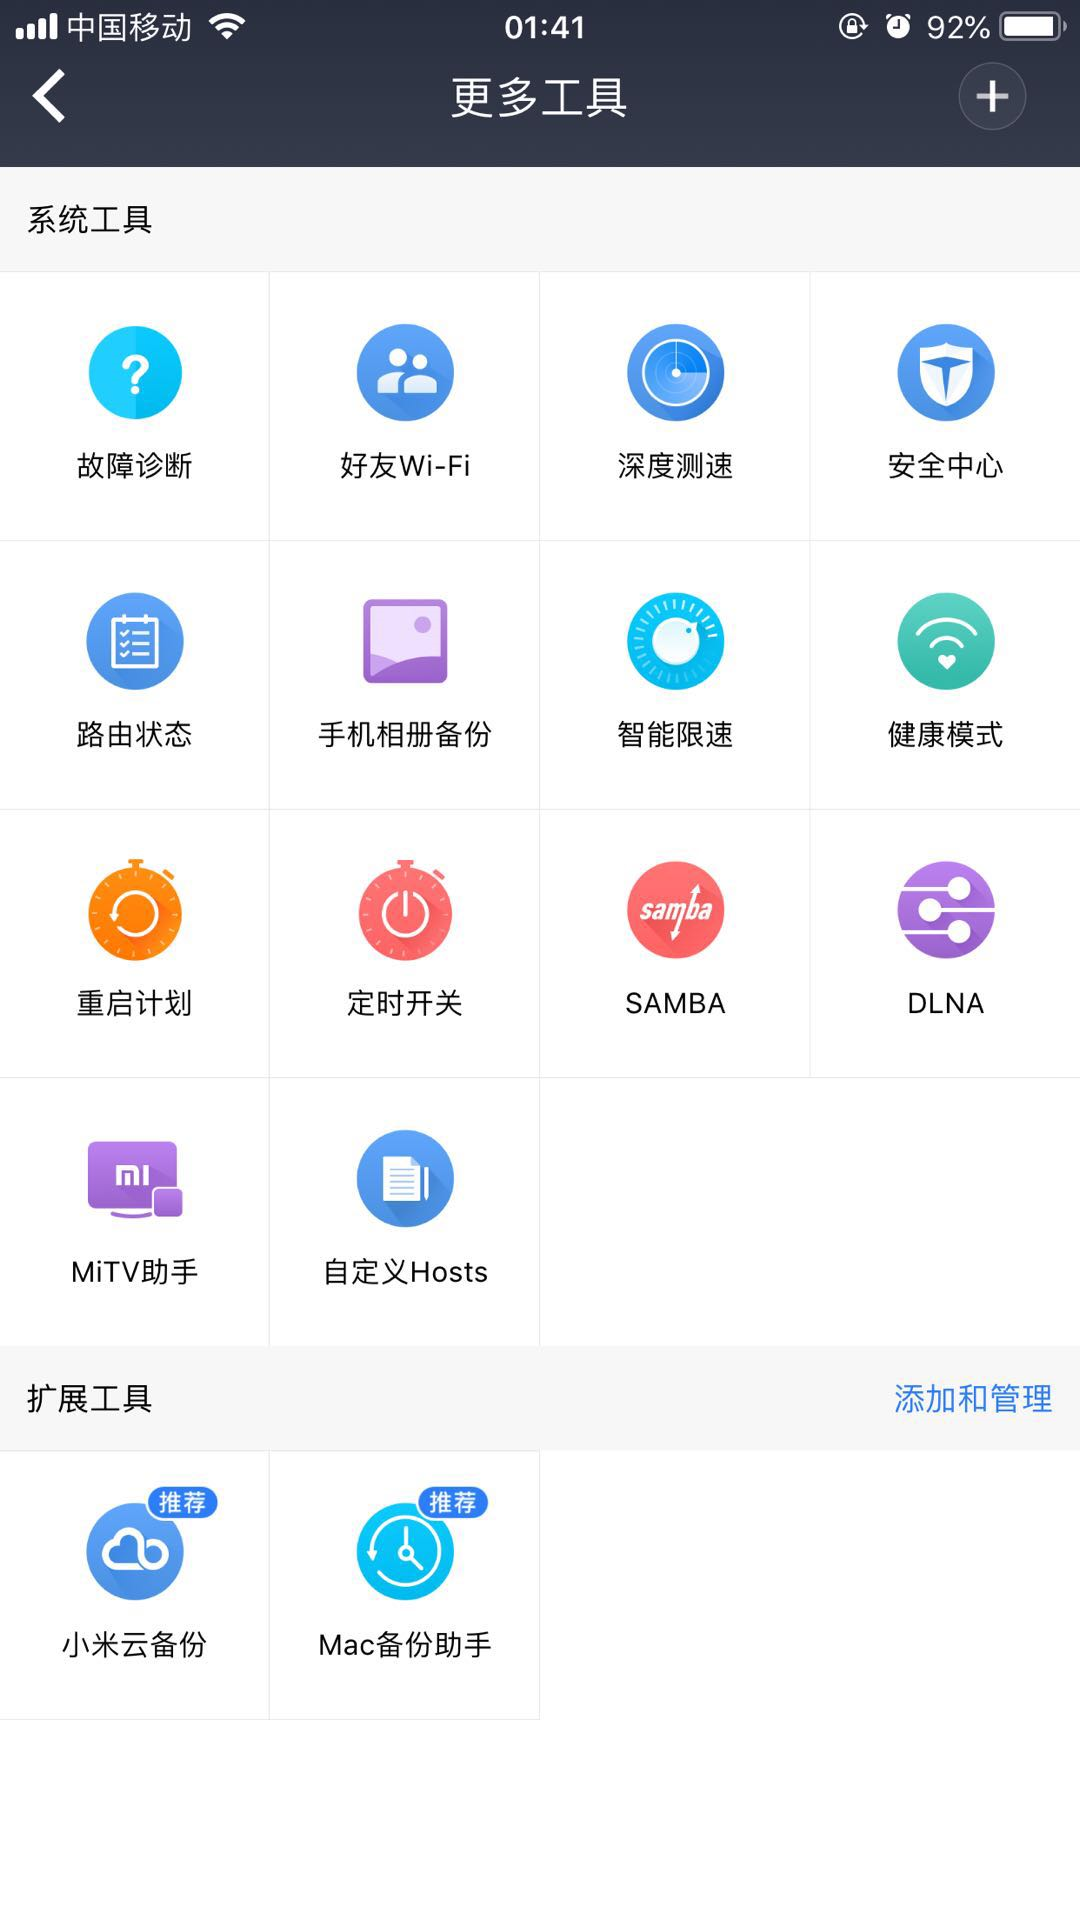 中国移动 01:41 92%
更多工具
系统工具
故障诊断 好友Wi-Fi 深度测速 安全中心
路由状态 手机相册备份 智能限速 健康模式
samba
重启计划 定时开关 SAMBA DLNA
MI
MiTV助手 自定义Hosts
扩展工具 添加和管理
推荐 推荐
小米云备份 Mac备份助手